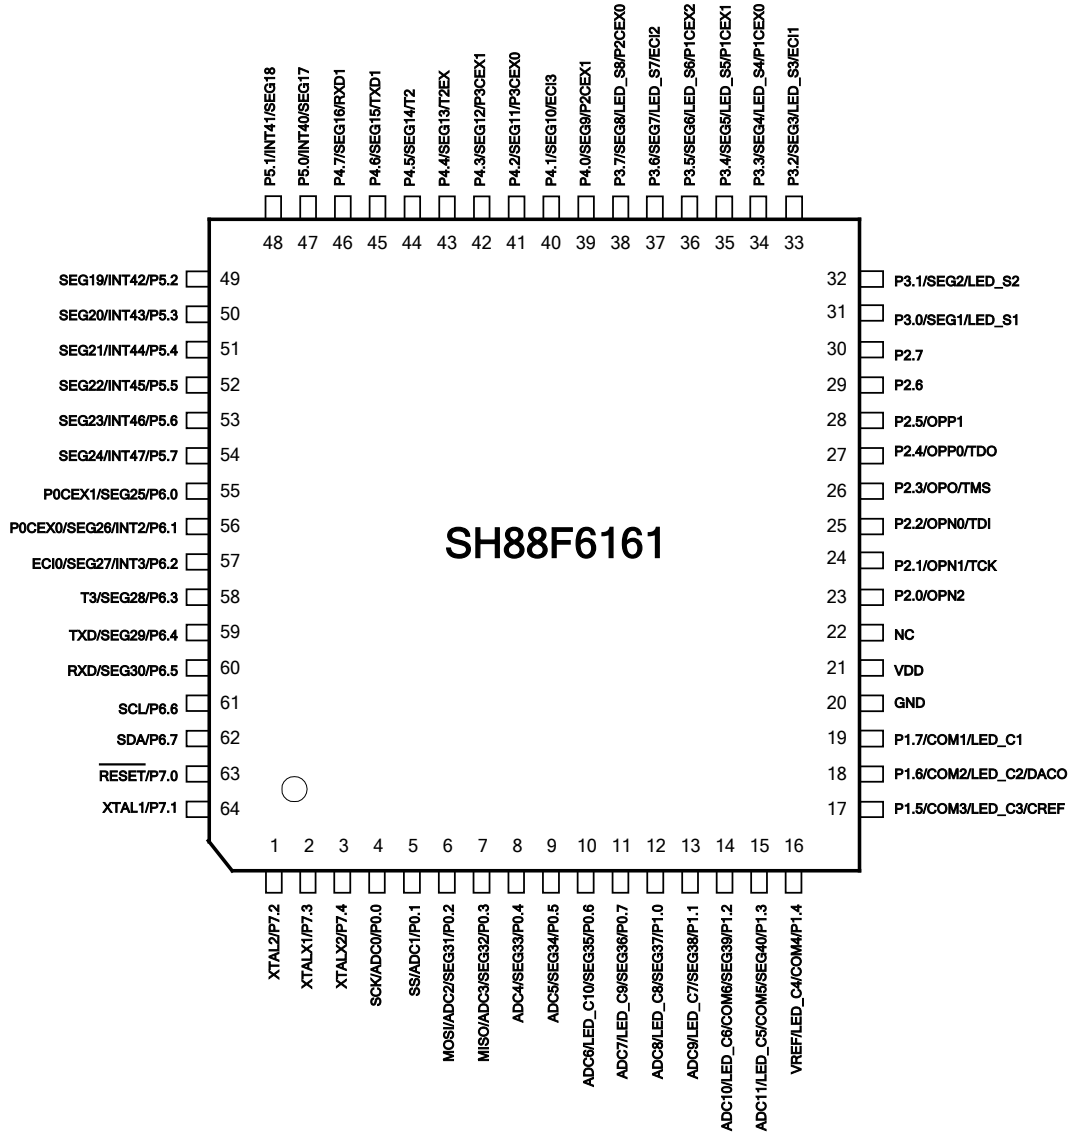 P5.1/INT41/SEG18
P5.0/INT40/SEG17
P4.7/SEG16/RXD1
P4.6/SEG15/TXD1
P4.5/SEG14/T2
P4.4/SEG13/T2EX
P4.3/SEG12/P3CEX1
P4.2/SEG11/P3CEX0
P4.1/SEG10/ECI3
P4.0/SEG9/P2CEX1
P3.7/SEG8/LED_S8/P2CEX0
P3.6/SEG7/LED_S7/ECI2
P3.5/SEG6/LED_S6/P1CEX2
P3.4/SEG5/LED_S5/P1CEX1
P3.3/SEG4/LED_S4/P1CEX0
P3.2/SEG3/LED_S3/ECI1
48 47 46 45 44 43 42 41 40 39 38 37 36 35 34 33
SEG19/INT42/P5.2 49
SEG20/INT43/P5.3 50
SEG21/INT44/P5.4 51
SEG22/INT45/P5.5 52
SEG23/INT46/P5.6 53
SEG24/INT47/P5.7 54
P0CEX1/SEG25/P6.0 55
P0CEX0/SEG26/INT2/P6.1 56
ECI0/SEG27/INT3/P6.2 57
T3/SEG28/P6.3 58
TXD/SEG29/P6.4 59
RXD/SEG30/P6.5 60
SCL/P6.6 61
SDA/P6.7 62
RESET/P7.0 63
XTAL1/P7.1 64
SH88F6161
32 P3.1/SEG2/LED_S2
31 P3.0/SEG1/LED_S1
30 P2.7
29 P2.6
28 P2.5/OPP1
27 P2.4/OPP0/TDO
26 P2.3/OPO/TMS
25 P2.2/OPN0/TDI
24 P2.1/OPN1/TCK
23 P2.0/OPN2
22 NC
21 VDD
20 GND
19 P1.7/COM1/LED_C1
18 P1.6/COM2/LED_C2/DACO
17 P1.5/COM3/LED_C3/CREF
1 2 3 4 5 6 7 8 9 10 11 12 13 14 15 16
XTAL2/P7.2
XTALX1/P7.3
XTALX2/P7.4
SCK/ADC0/P0.0
SS/ADC1/P0.1
MOSI/ADC2/SEG31/P0.2
MISO/ADC3/SEG32/P0.3
ADC4/SEG33/P0.4
ADC5/SEG34/P0.5
ADC6/LED_C10/SEG35/P0.6
ADC7/LED_C9/SEG36/P0.7
ADC8/LED_C8/SEG37/P1.0
ADC9/LED_C7/SEG38/P1.1
ADC10/LED_C6/COM6/SEG39/P1.2
ADC11/LED_C5/COM5/SEG40/P1.3
VREF/LED_C4/COM4/P1.4